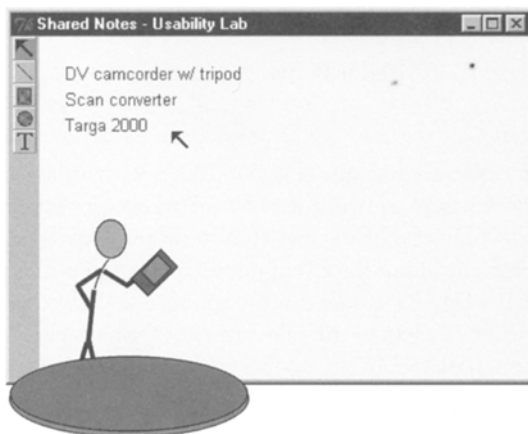 Shared Notes - Usability Lab
DV camcorder w/ tripod
Scan converter
Targa 2000
T